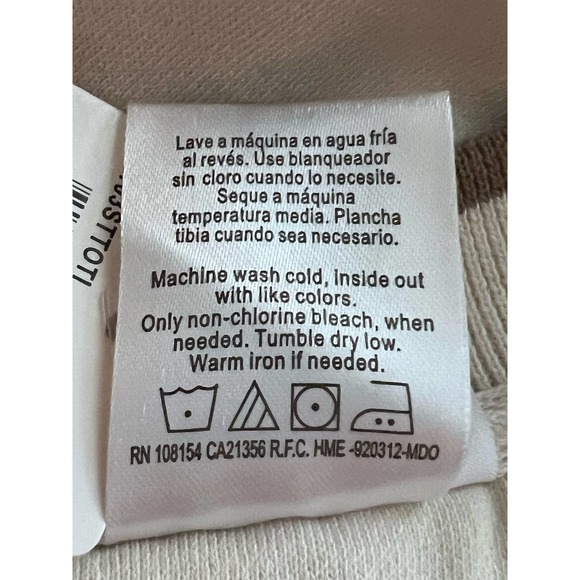 Lave a máquina en agua fría
al revés. Use blanqueador
sin cloro cuando lo necesite.
Seque a máquina
temperatura media. Plancha
tibia cuando sea necesario.
Machine wash cold, inside out
with like colors.
Only non-chlorine bleach, when
needed. Tumble dry low.
Warm iron if needed.
RN 108154 CA21356 R.F.C. HME -920312-MDO